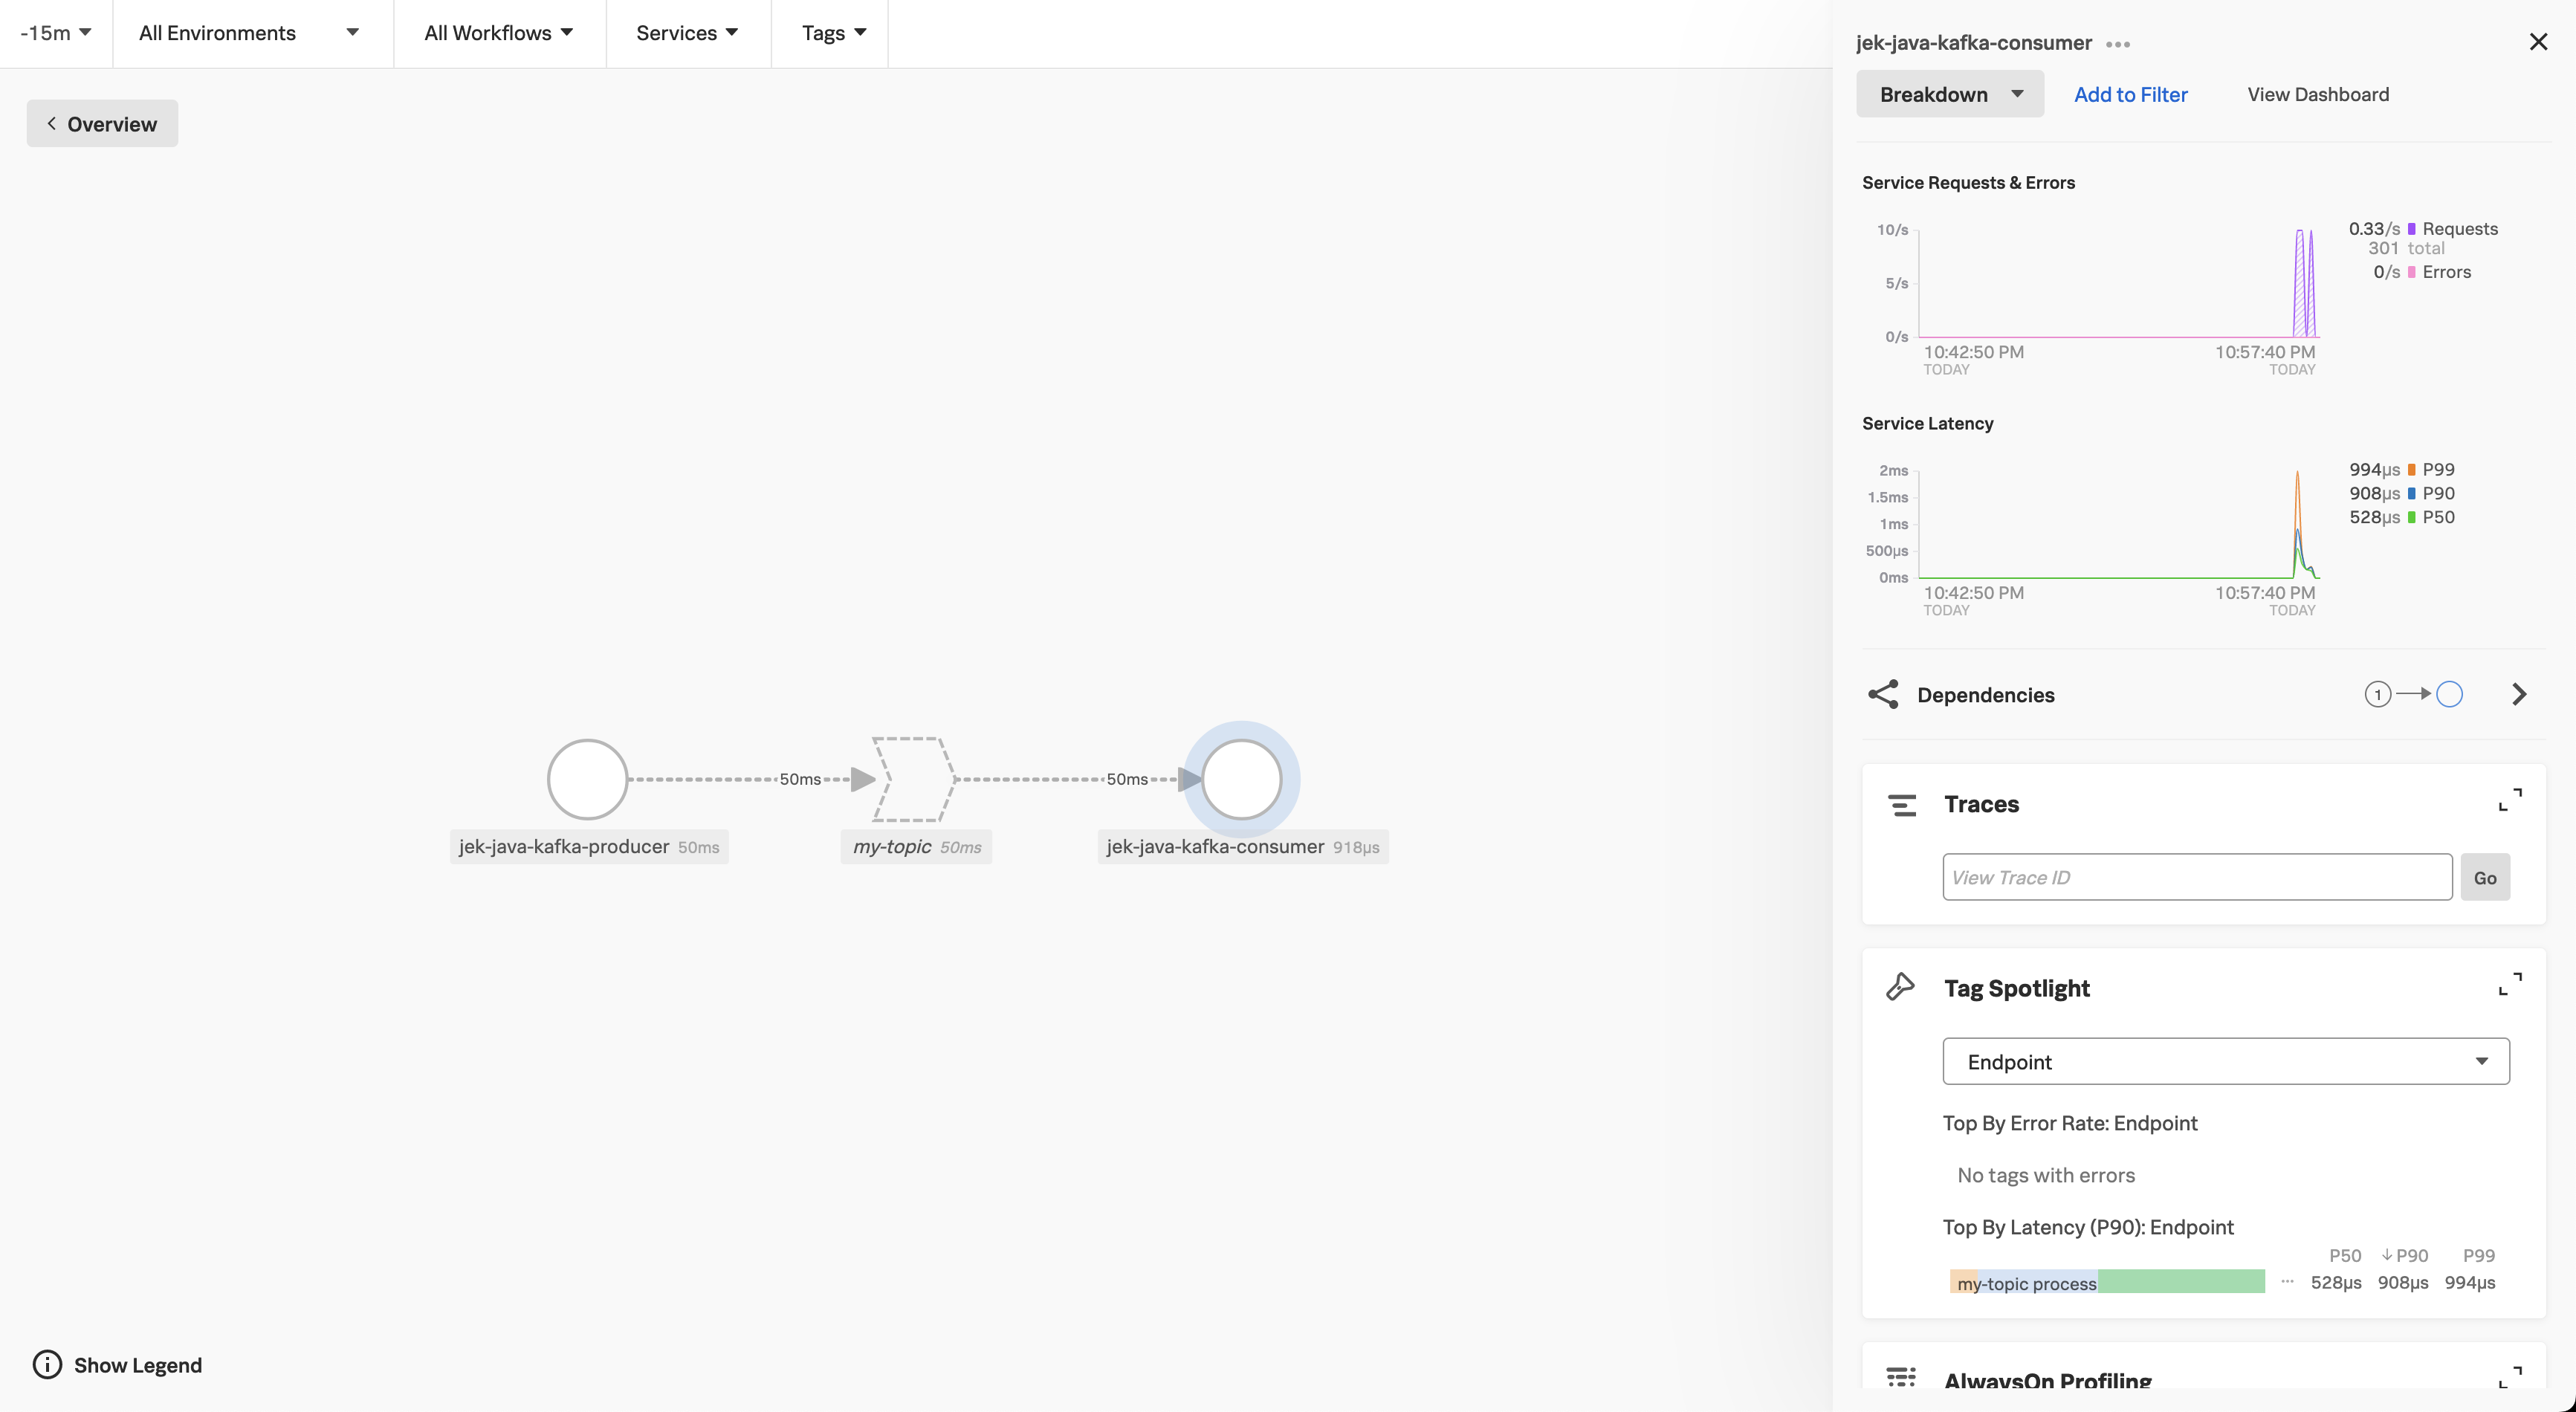 -15m
All Environments
All Workflows
Services
Tags
Overview
jek-java-kafka-producer 50ms
50ms
my-topic 50ms
50ms
jek-java-kafka-consumer 918µs
Show Legend
jek-java-kafka-consumer
Breakdown
Add to Filter
View Dashboard
Service Requests & Errors
10/s
5/s
0/s
10:42:50 PM
TODAY
10:57:40 PM
TODAY
0.33/s Requests
301 total
0/s Errors
Service Latency
2ms
1.5ms
1ms
500µs
0ms
10:42:50 PM
TODAY
10:57:40 PM
TODAY
994µs P99
908µs P90
528µs P50
Dependencies
1
Traces
View Trace ID
Go
Tag Spotlight
Endpoint
Top By Error Rate: Endpoint
No tags with errors
Top By Latency (P90): Endpoint
P50 ↓P90 P99
my-topic process ... 528µs 908µs 994µs
AlwaysOn Profiling